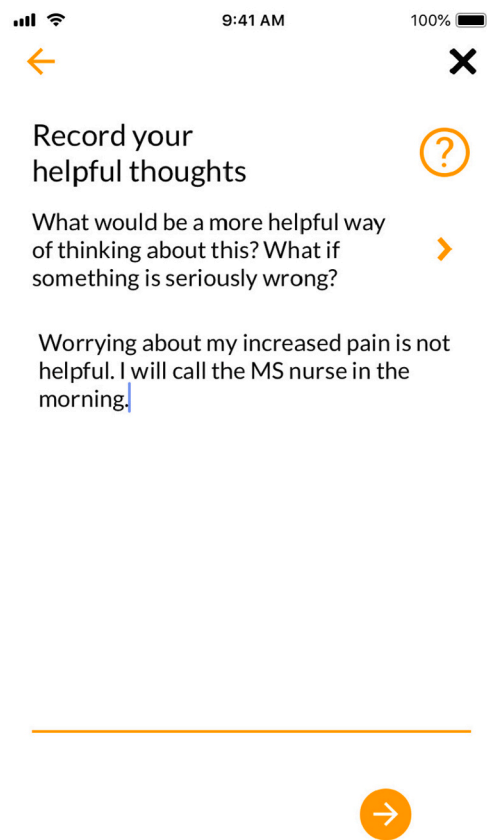 9:41 AM
100%
Record your
helpful thoughts
?
What would be a more helpful way
of thinking about this? What if
something is seriously wrong?
Worrying about my increased pain is not
helpful. I will call the MS nurse in the
morning.